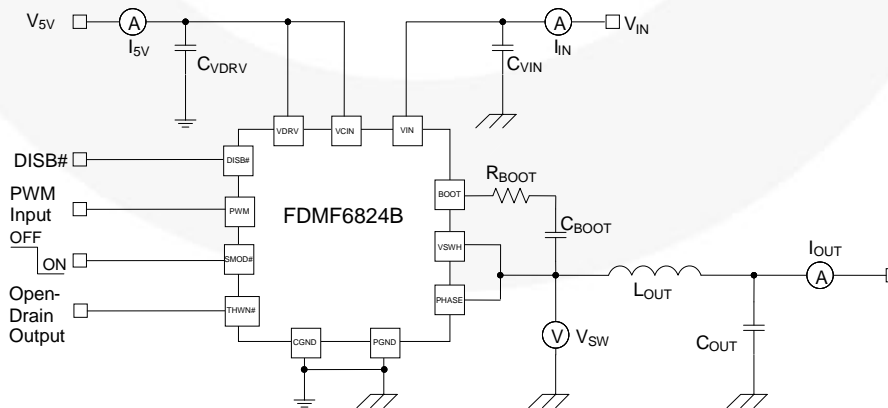 V5V
A
I5V
CVDRV
CVIN
A
IIN
VIN
VDRV
VCIN
VIN
DISB#
DISB#
PWM
Input
PWM
FDMF6824B
BOOT
RBOOT
CBOOT
OFF
ON
SMOD#
VSWH
IOUT
A
LOUT
Open-
Drain
Output
THWN#
PHASE
V
VSW
COUT
CGND
PGND